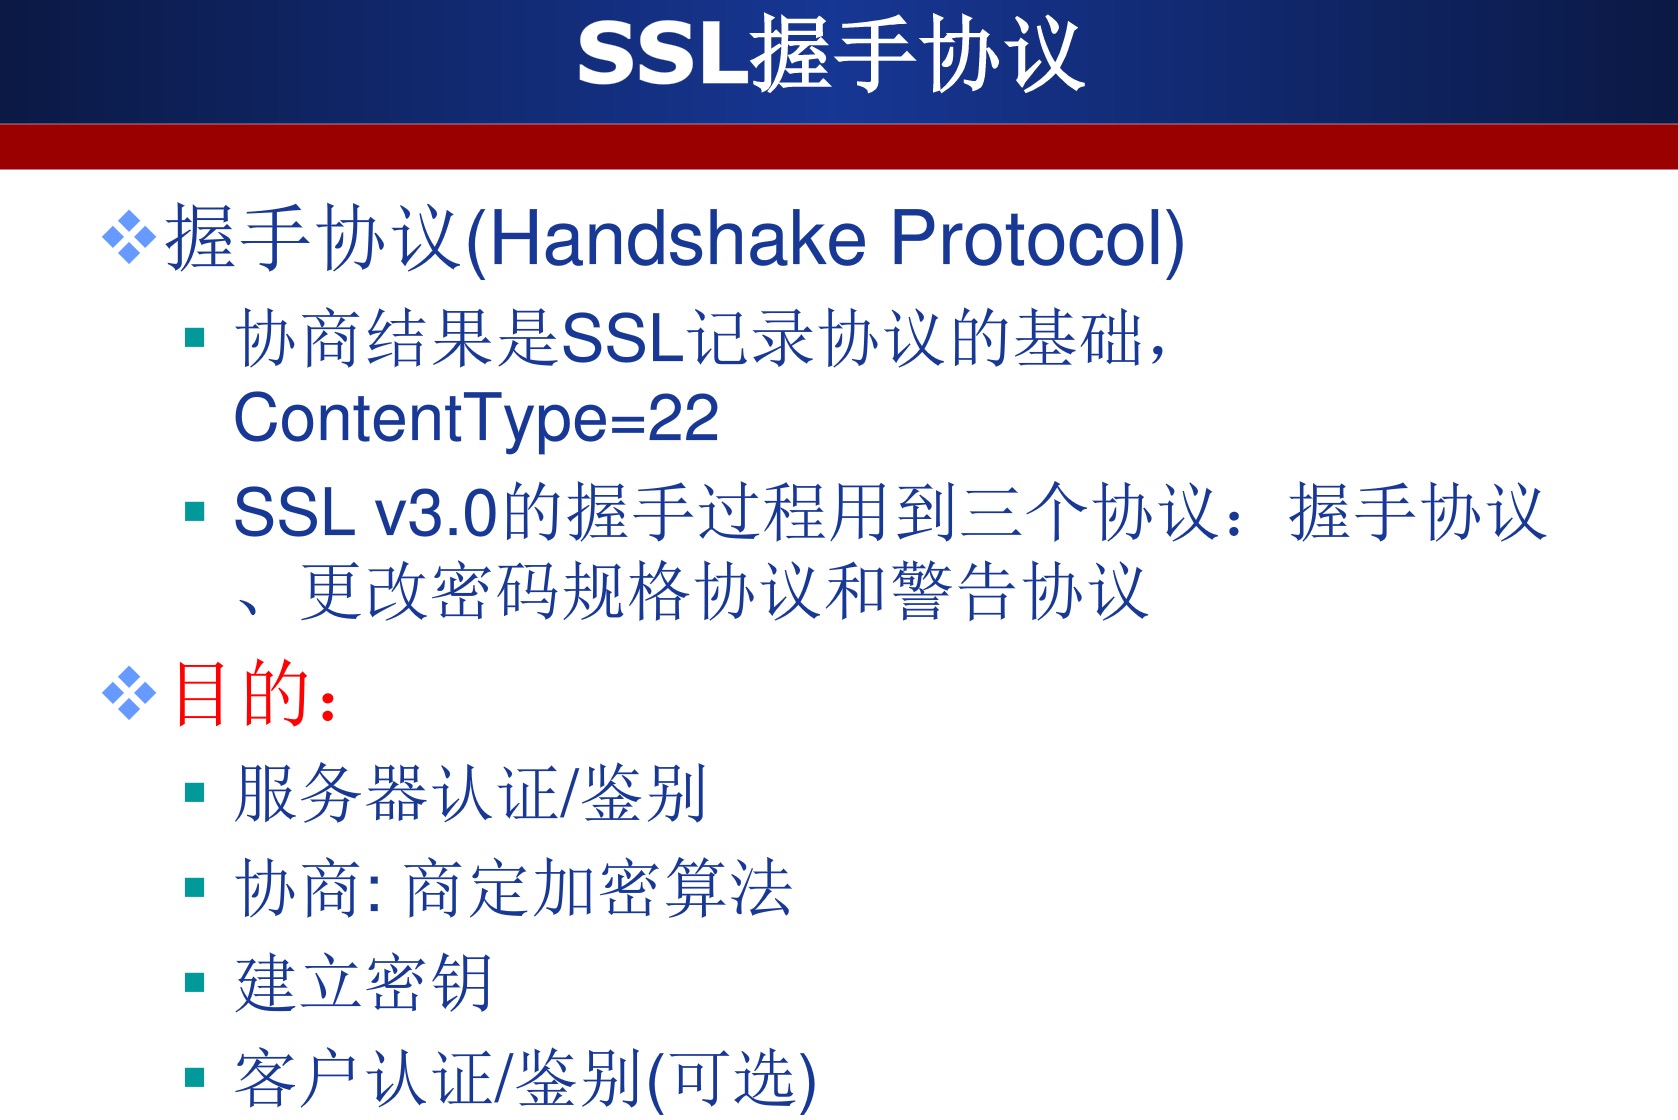 SSL握手协议
握手协议(Handshake Protocol)
协商结果是SSL记录协议的基础，
ContentType=22
SSL v3.0的握手过程用到三个协议：握手协议
、更改密码规格协议和警告协议
目的：
服务器认证/鉴别
协商: 商定加密算法
建立密钥
客户认证/鉴别(可选)